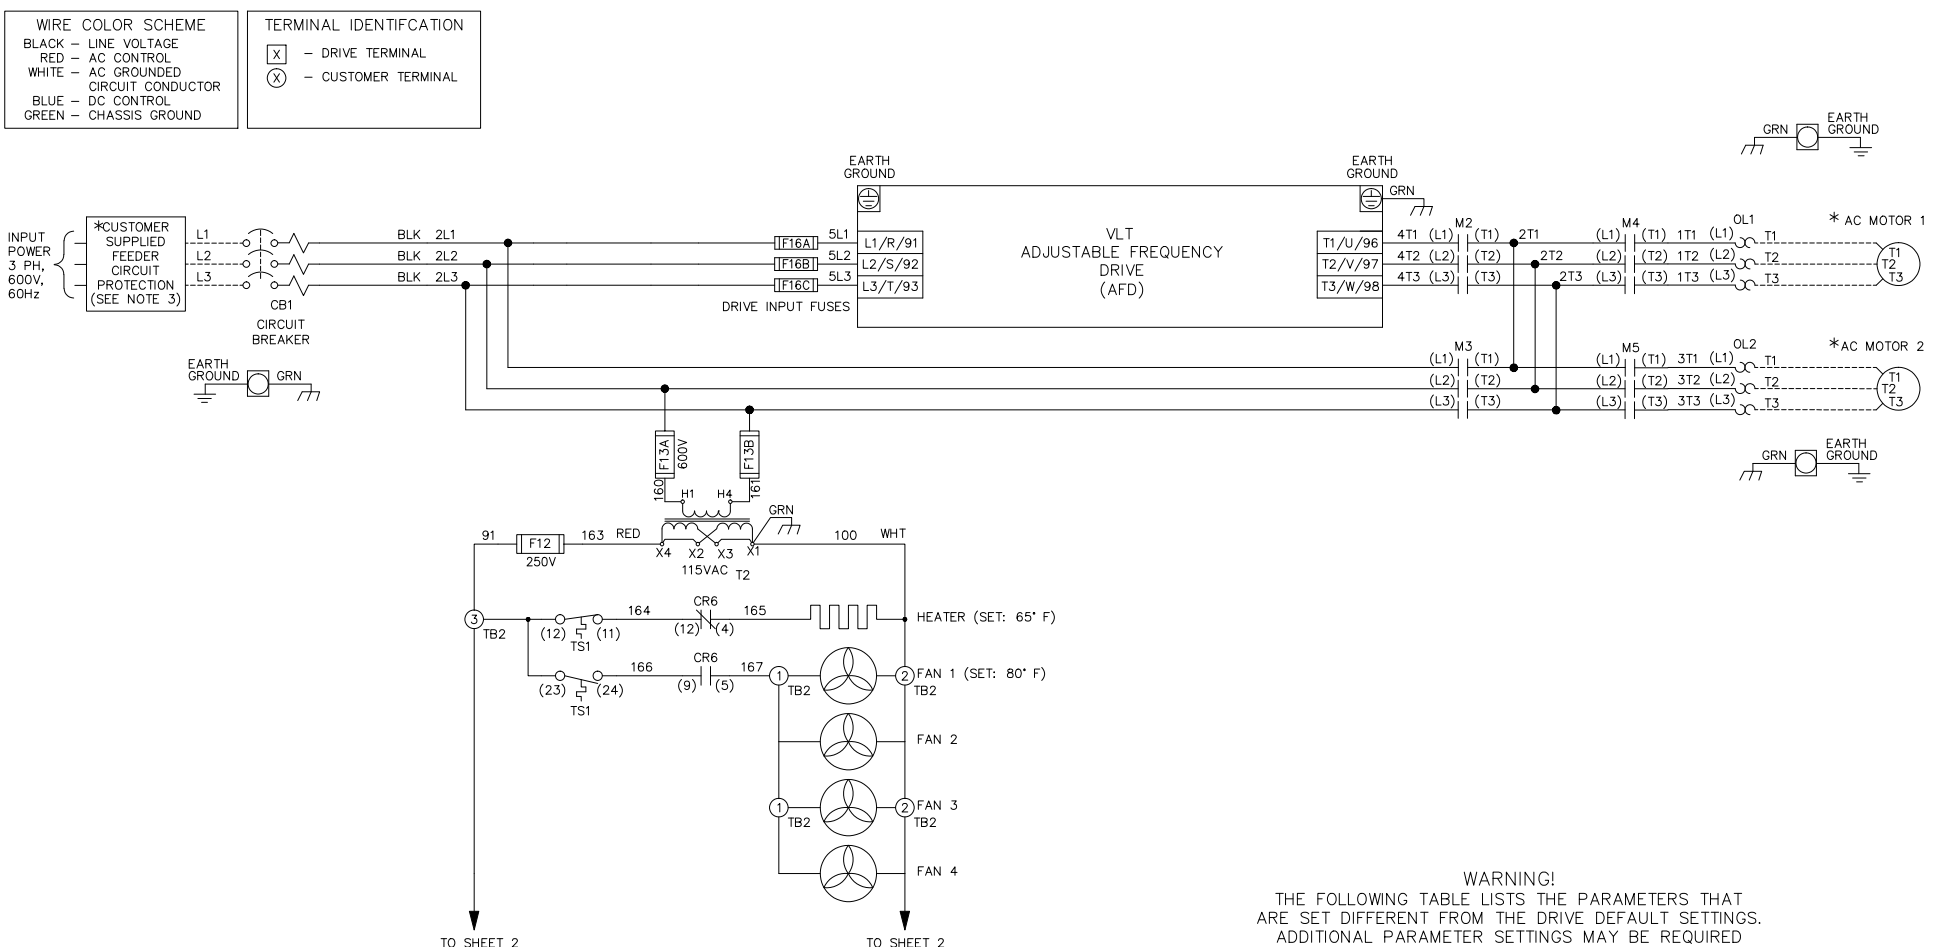 WIRE COLOR SCHEME
BLACK – LINE VOLTAGE
RED – AC CONTROL
WHITE – AC GROUNDED
CIRCUIT CONDUCTOR
BLUE – DC CONTROL
GREEN – CHASSIS GROUND
TERMINAL IDENTIFCATION
X – DRIVE TERMINAL
X – CUSTOMER TERMINAL
EARTH
GROUND
GRN
INPUT
POWER
3 PH,
600V,
60Hz
*CUSTOMER
SUPPLIED
FEEDER
CIRCUIT
PROTECTION
(SEE NOTE 3)
L1
L2
L3
CB1
CIRCUIT
BREAKER
BLK 2L1
BLK 2L2
BLK 2L3
F16A 5L1
F16B 5L2
F16C 5L3
DRIVE INPUT FUSES
EARTH
GROUND
L1/R/91
L2/S/92
L3/T/93
VLT
ADJUSTABLE FREQUENCY
DRIVE
(AFD)
EARTH
GROUND
GRN
T1/U/96
T2/V/97
T3/W/98
M2
4T1 (L1) (T1) 2T1
4T2 (L2) (T2) 2T2
4T3 (L3) (T3) 2T3
M4
(L1) (T1) 1T1 (L1)
(L2) (T2) 1T2 (L2)
(L3) (T3) 1T3 (L3)
OL1
T1
T2
T3
* AC MOTOR 1
T1
T2
T3
EARTH
GROUND
GRN
M3
(L1) (T1)
(L2) (T2)
(L3) (T3)
M5
(L1) (T1) 3T1 (L1)
(L2) (T2) 3T2 (L2)
(L3) (T3) 3T3 (L3)
OL2
T1
T2
T3
*AC MOTOR 2
T1
T2
T3
EARTH
GROUND
GRN
F13A
600V
F13B
160
161
H1 H4
GRN
91
F12
250V
163 RED
X4 X2 X3 X1
115VAC T2
100 WHT
3
TB2
(12) (11)
TS1
164
CR6
(12) (4)
165
HEATER (SET: 65° F)
(23) (24)
TS1
166
CR6
(9) (5)
167
1
TB2
2
TB2
FAN 1 (SET: 80° F)
FAN 2
1
TB2
2
TB2
FAN 3
FAN 4
TO SHEET 2
TO SHEET 2
WARNING!
THE FOLLOWING TABLE LISTS THE PARAMETERS THAT
ARE SET DIFFERENT FROM THE DRIVE DEFAULT SETTINGS.
ADDITIONAL PARAMETER SETTINGS MAY BE REQUIRED